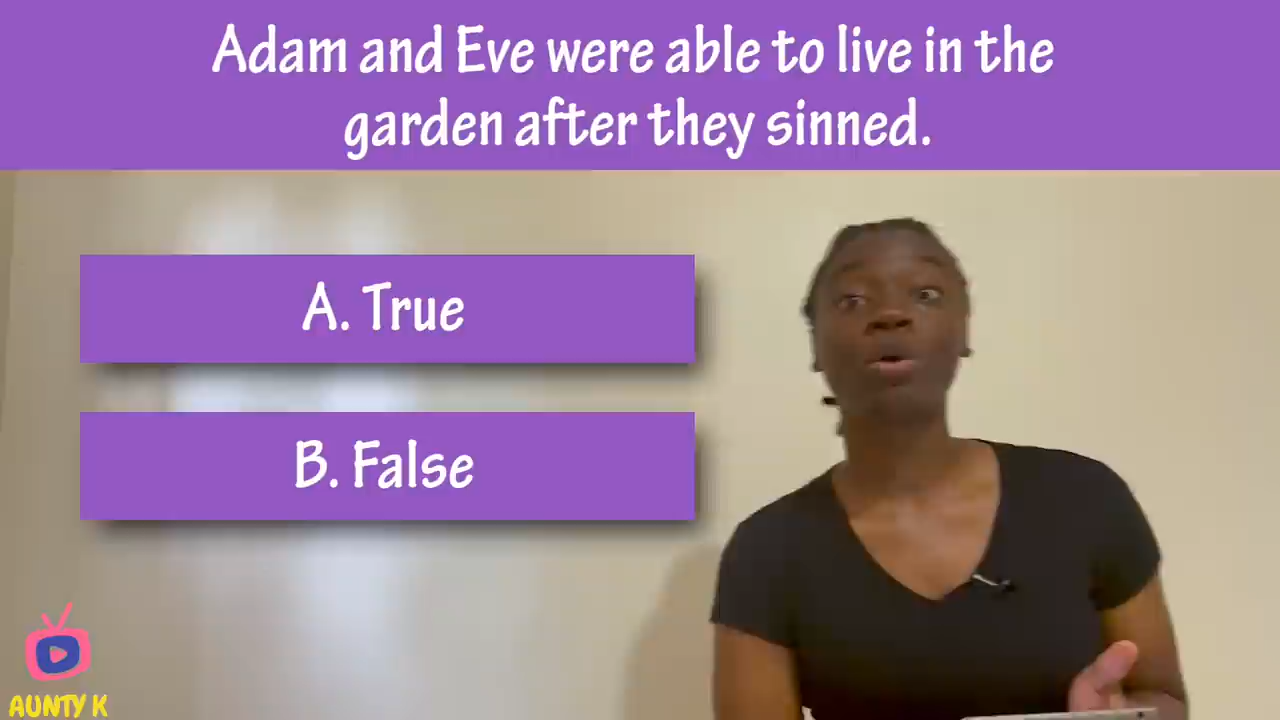 Adam and Eve were able to live in the
garden after they sinned.
A. True
B. False
AUNTY K